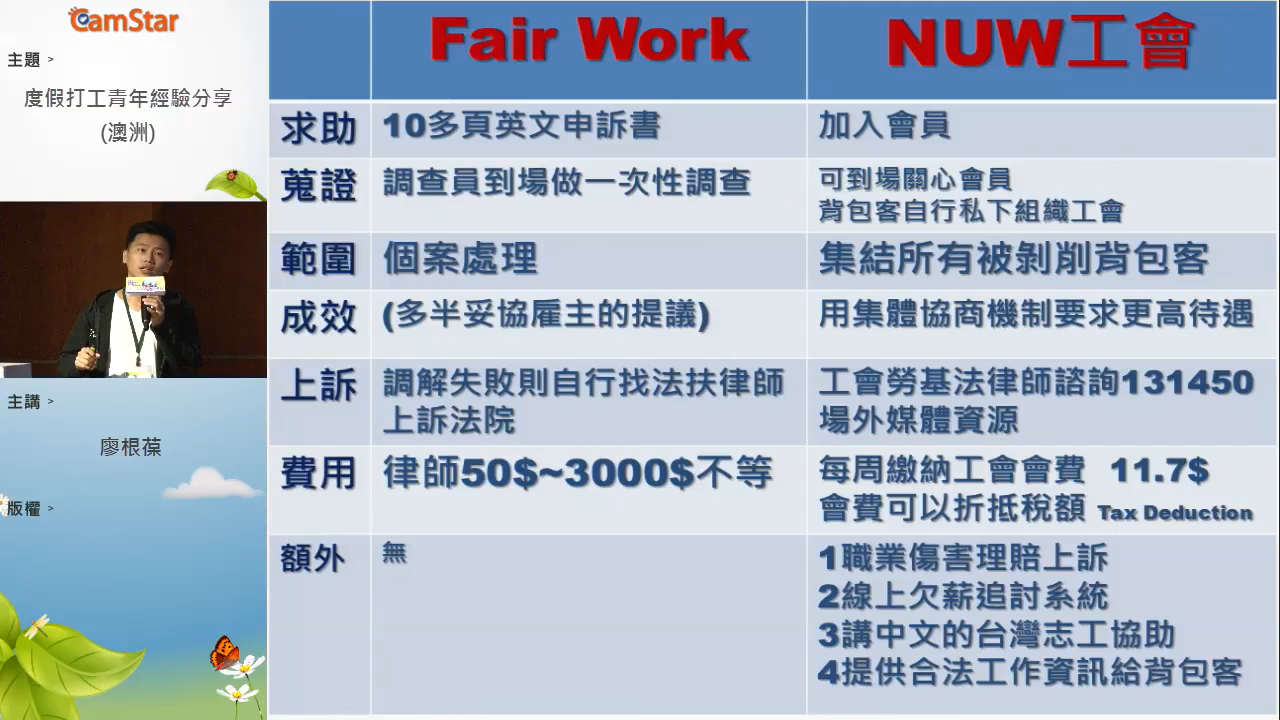 CamStar
主題 >
度假打工青年經驗分享
(澳洲)
主講 >
廖根葆
版權 >
Fair Work
NUW工會
求助
10多頁英文申訴書
加入會員
蒐證
調查員到場做一次性調查
可到場關心會員
背包客自行私下組織工會
範圍
個案處理
集結所有被剝削背包客
成效
(多半妥協雇主的提議)
用集體協商機制要求更高待遇
上訴
調解失敗則自行找法扶律師
上訴法院
工會勞基法律師諮詢131450
場外媒體資源
費用
律師50$~3000$不等
每周繳納工會會費 11.7$
會費可以折抵稅額 Tax Deduction
額外
無
1職業傷害理賠上訴
2線上欠薪追討系統
3講中文的台灣志工協助
4提供合法工作資訊給背包客